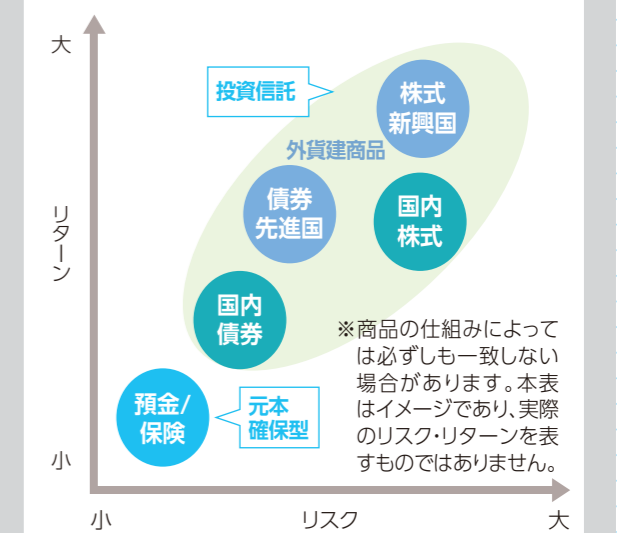 大
投資信託
株式
新興国
外貨建商品
債券
先進国
国内
株式
リターン
国内
債券
※商品の仕組みによって
は必ずしも一致しない
場合があります。本表
はイメージであり、実際
のリスク・リターンを表
すものではありません。
預金/
保険
元本
確保型
小
小
リスク
大